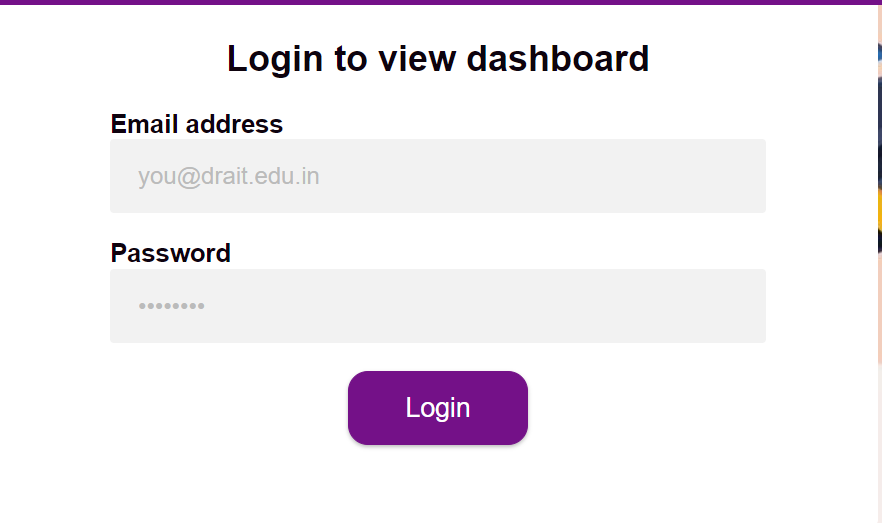 Login to view dashboard
Email address
you@drait.edu.in
Password
••••••••
Login